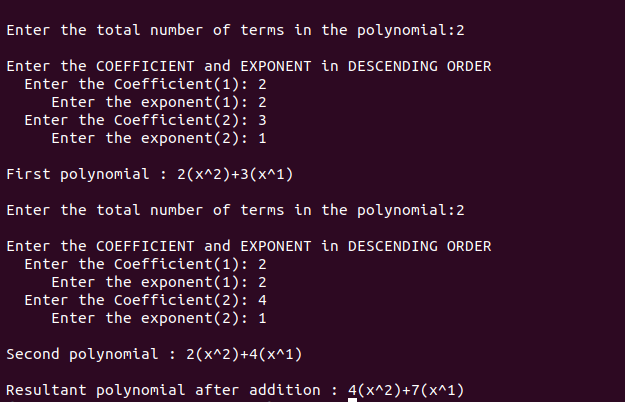 Enter the total number of terms in the polynomial:2
Enter the COEFFICIENT and EXPONENT in DESCENDING ORDER
Enter the Coefficient(1): 2
Enter the exponent(1): 2
Enter the Coefficient(2): 3
Enter the exponent(2): 1
First polynomial : 2(x^2)+3(x^1)
Enter the total number of terms in the polynomial:2
Enter the COEFFICIENT and EXPONENT in DESCENDING ORDER
Enter the Coefficient(1): 2
Enter the exponent(1): 2
Enter the Coefficient(2): 4
Enter the exponent(2): 1
Second polynomial : 2(x^2)+4(x^1)
Resultant polynomial after addition : 4(x^2)+7(x^1)